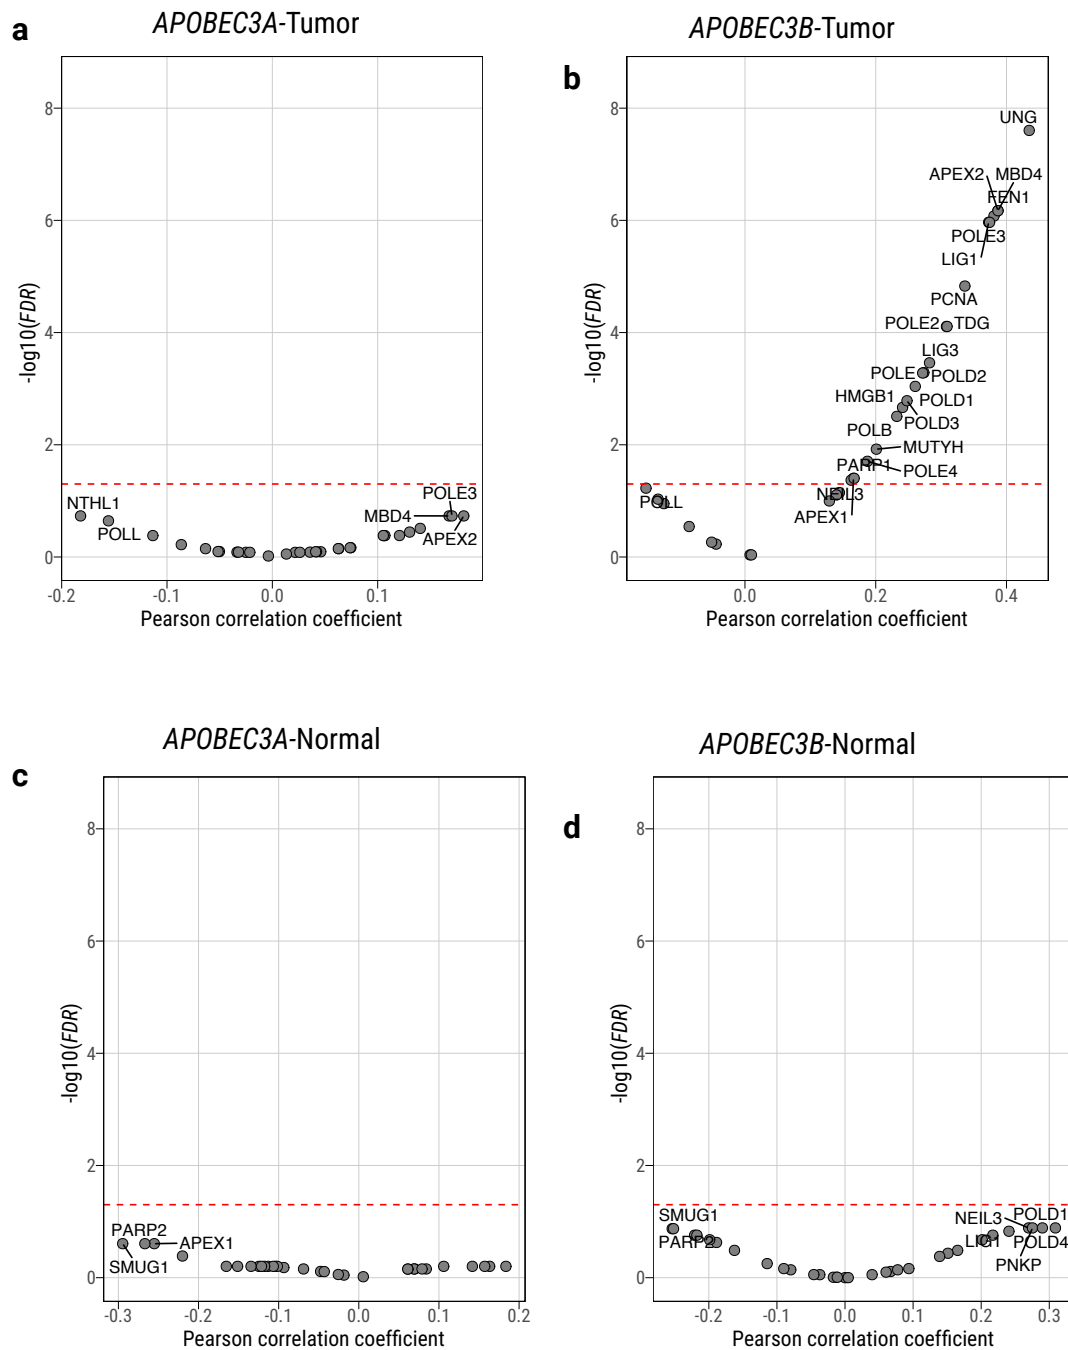 a
APOBEC3A-Tumor
8
6
4
2
0
-log10(FDR)
NTHL1
POLL
POLE3
MBD4
APEX2
-0.2
-0.1
0.0
0.1
Pearson correlation coefficient
b
APOBEC3B-Tumor
8
6
4
2
0
-log10(FDR)
UNG
APEX2
MBD4
FEN1
POLE3
LIG1
PCNA
POLE2
TDG
LIG3
POLE
POLD2
HMGB1
POLD1
POLD3
POLB
MUTYH
PARP1
POLE4
POLL
NEIL3
APEX1
0.0
0.2
0.4
Pearson correlation coefficient
c
APOBEC3A-Normal
8
6
4
2
0
-log10(FDR)
PARP2
APEX1
SMUG1
-0.3
-0.2
-0.1
0.0
0.1
0.2
Pearson correlation coefficient
d
APOBEC3B-Normal
8
6
4
2
0
-log10(FDR)
SMUG1
PARP2
NEIL3
POLD1
LIG1
POLD4
PNKP
-0.2
-0.1
0.0
0.1
0.2
0.3
Pearson correlation coefficient